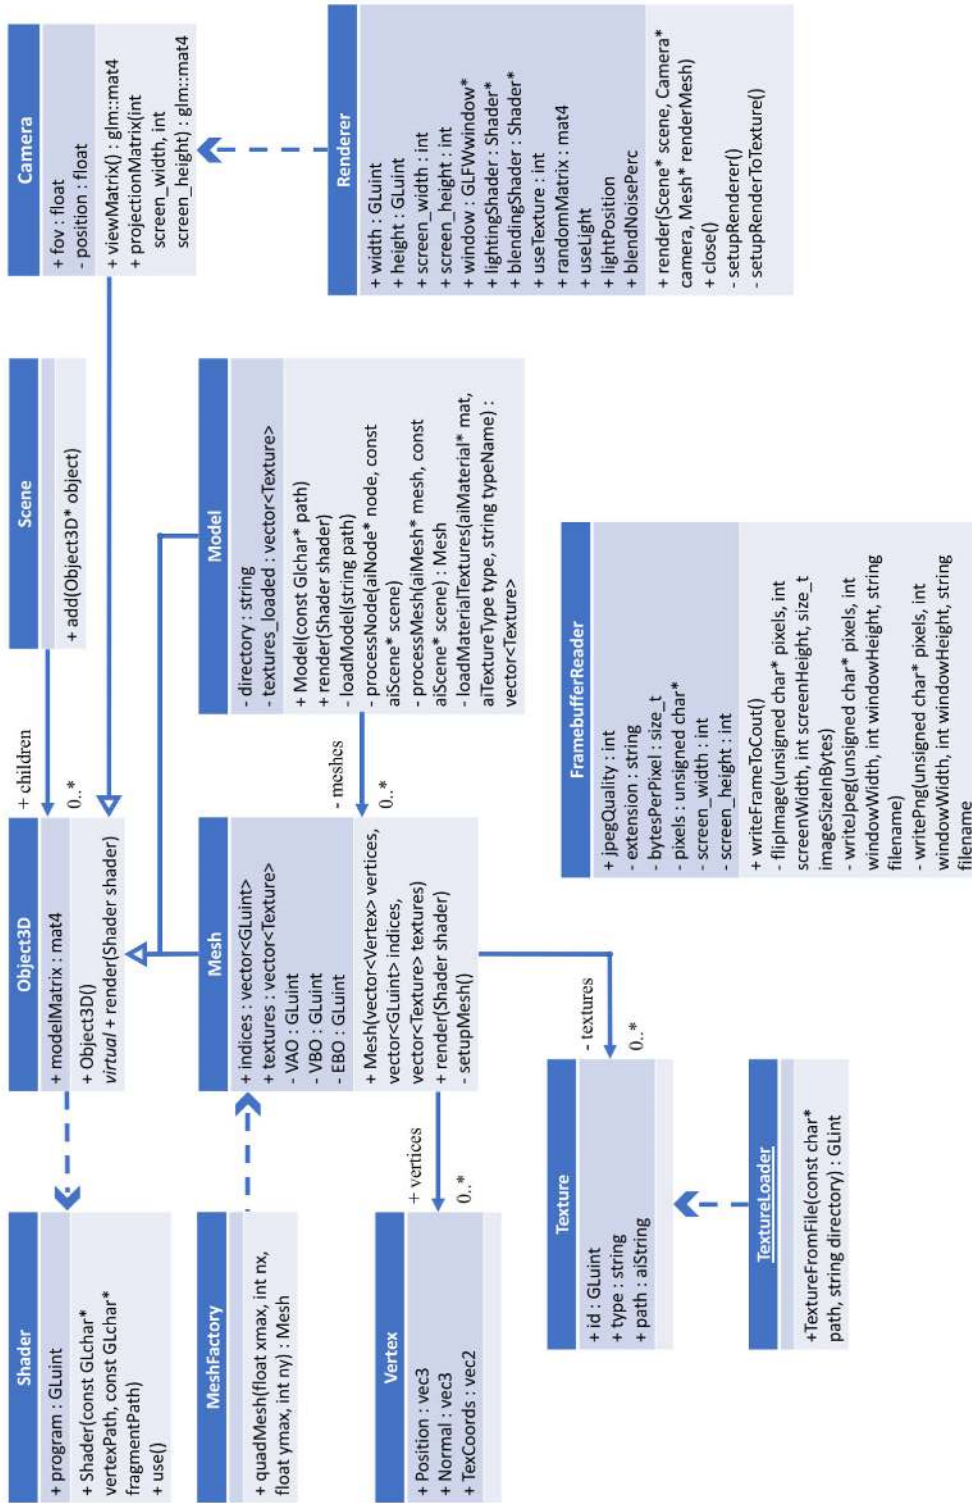 Shader
+ program : GLuint
+ Shader(const GLchar*
vertexPath, const GLchar*
fragmentPath)
+ use()
Object3D
+ modelMatrix : mat4
+ Object3D()
virtual + render(Shader shader)
+ children
0..*
Scene
+ add(Object3D* object)
Camera
+ fov : float
- position : float
+ viewMatrix() : glm::mat4
+ projectionMatrix(int
screen_width, int
screen_height) : glm::mat4
MeshFactory
+ quadMesh(float xmax, int nx,
float ymax, int ny) : Mesh
Mesh
+ indices : vector<GLuint>
+ textures : vector<Texture>
- VAO : GLuint
- VBO : GLuint
- EBO : GLuint
+ Mesh(vector<Vertex> vertices,
vector<GLuint> indices,
vector<Texture> textures)
+ render(Shader shader)
- setupMesh()
- meshes
0..*
Model
- directory : string
- textures_loaded : vector<Texture>
+ Model(const Glchar* path)
+ render(Shader shader)
- loadModel(string path)
- processNode(aiNode* node, const
aiScene* scene)
- processMesh(aiMesh* mesh, const
aiScene* scene) : Mesh
- loadMaterialTextures(aiMaterial* mat,
aiTextureType type, string typeName) :
vector<Texture>
Renderer
+ width : GLuint
+ height : GLuint
+ screen_width : int
+ screen_height : int
+ window : GLFWwindow*
+ lightingShader : Shader*
+ blendingShader : Shader*
+ useTexture : int
+ randomMatrix : mat4
+ useLight
- lightPosition
+ blendNoisePerc
+ render(Scene* scene, Camera*
camera, Mesh* renderMesh)
+ close()
- setupRenderer()
- setupRenderToTexture()
+ vertices
0..*
Vertex
+ Position : vec3
+ Normal : vec3
+ TexCoords : vec2
- textures
0..*
Texture
+ id : GLuint
+ type : string
+ path : aiString
TextureLoader
+TextureFromFile(const char*
path, string directory) : GLint
FramebufferReader
+ jpegQuality : int
- extension : string
- bytesPerPixel : size_t
- pixels : unsigned char*
- screen_width : int
- screen_height : int
+ writeFrameToCout()
- flipImage(unsigned char* pixels, int
screenWidth, int screenHeight, size_t
imageSizeInBytes)
- writeJpeg(unsigned char* pixels, int
windowWidth, int windowHeight, string
filename)
- writePng(unsigned char* pixels, int
windowWidth, int windowHeight, string
filename